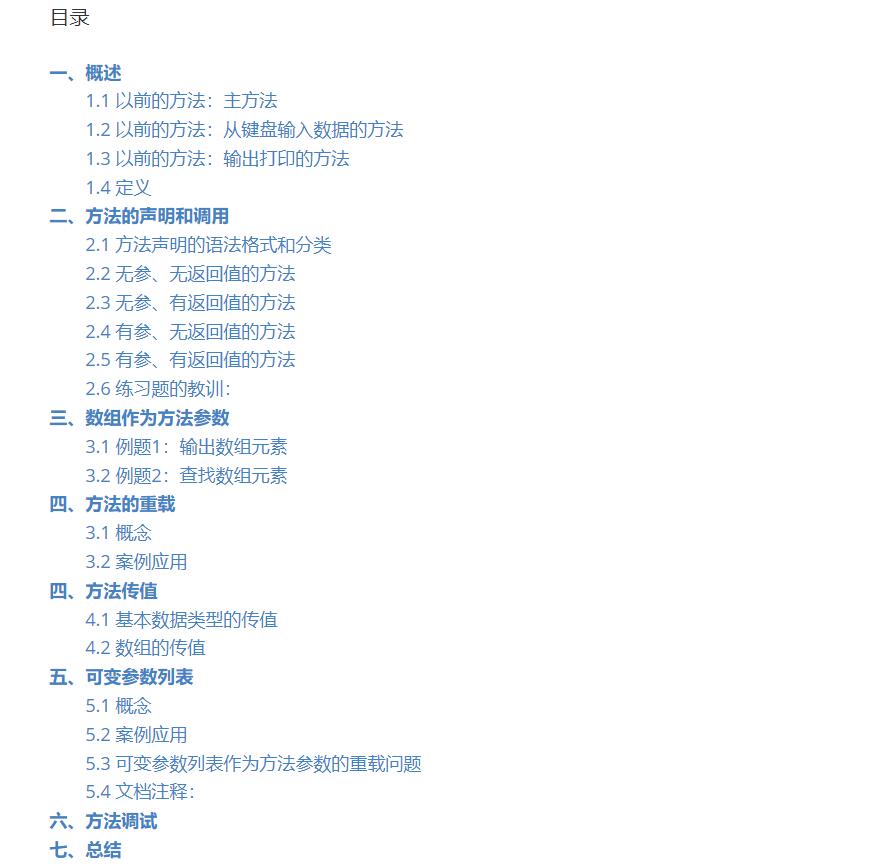 目录
一、概述
1.1 以前的方法：主方法
1.2 以前的方法：从键盘输入数据的方法
1.3 以前的方法：输出打印的方法
1.4 定义
二、方法的声明和调用
2.1 方法声明的语法格式和分类
2.2 无参、无返回值的方法
2.3 无参、有返回值的方法
2.4 有参、无返回值的方法
2.5 有参、有返回值的方法
2.6 练习题的教训：
三、数组作为方法参数
3.1 例题1：输出数组元素
3.2 例题2：查找数组元素
四、方法的重载
3.1 概念
3.2 案例应用
四、方法传值
4.1 基本数据类型的传值
4.2 数组的传值
五、可变参数列表
5.1 概念
5.2 案例应用
5.3 可变参数列表作为方法参数的重载问题
5.4 文档注释：
六、方法调试
七、总结